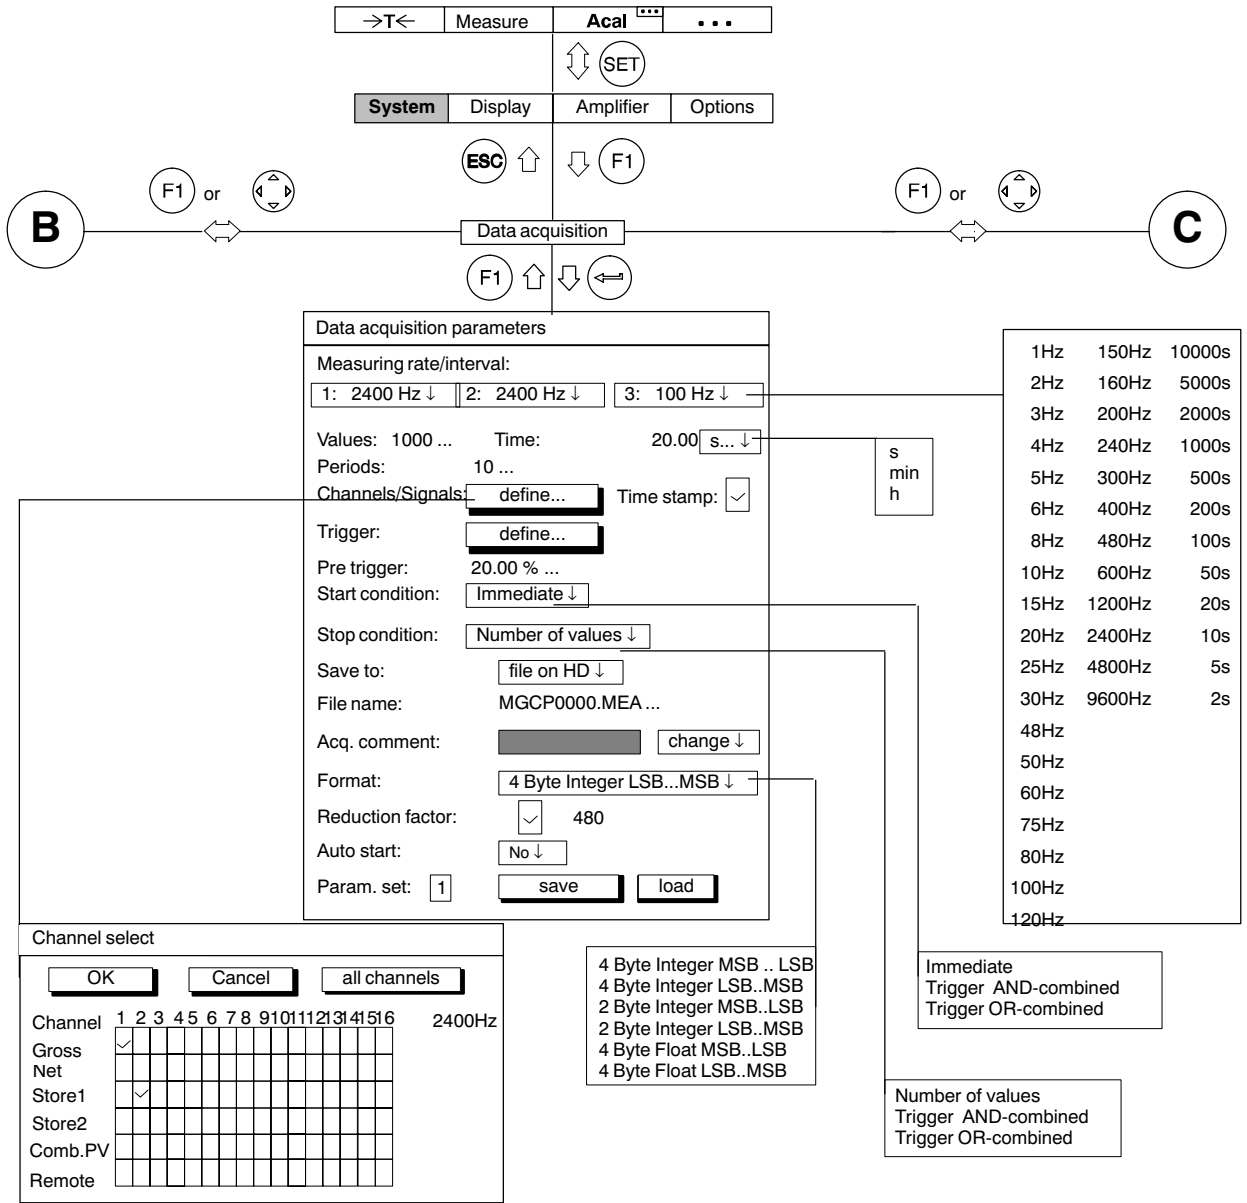 →T← Measure Acal ... ...
SET
System Display Amplifier Options
ESC F1
F1 or
F1 or
B
Data acquisition
C
F1
Data acquisition parameters
Measuring rate/interval:
1: 2400 Hz ↓ 2: 2400 Hz ↓ 3: 100 Hz ↓
Values: 1000 ... Time: 20.00 s... ↓
Periods: 10 ...
Channels/Signals: define... Time stamp:
Trigger: define...
Pre trigger: 20.00 % ...
Start condition: Immediate ↓
Stop condition: Number of values ↓
Save to: file on HD ↓
File name: MGCP0000.MEA ...
Acq. comment: change ↓
Format: 4 Byte Integer LSB...MSB ↓
Reduction factor: 480
Auto start: No ↓
Param. set: 1 save load
s
min
h
1Hz 150Hz 10000s
2Hz 160Hz 5000s
3Hz 200Hz 2000s
4Hz 240Hz 1000s
5Hz 300Hz 500s
6Hz 400Hz 200s
8Hz 480Hz 100s
10Hz 600Hz 50s
15Hz 1200Hz 20s
20Hz 2400Hz 10s
25Hz 4800Hz 5s
30Hz 9600Hz 2s
48Hz
50Hz
60Hz
75Hz
80Hz
100Hz
120Hz
Channel select
OK Cancel all channels
Channel 1 2 3 4 5 6 7 8 9 10 11 12 13 14 15 16 2400Hz
Gross
Net
Store1
Store2
Comb.PV
Remote
4 Byte Integer MSB .. LSB
4 Byte Integer LSB..MSB
2 Byte Integer MSB..LSB
2 Byte Integer LSB..MSB
4 Byte Float MSB..LSB
4 Byte Float LSB..MSB
Immediate
Trigger AND-combined
Trigger OR-combined
Number of values
Trigger AND-combined
Trigger OR-combined